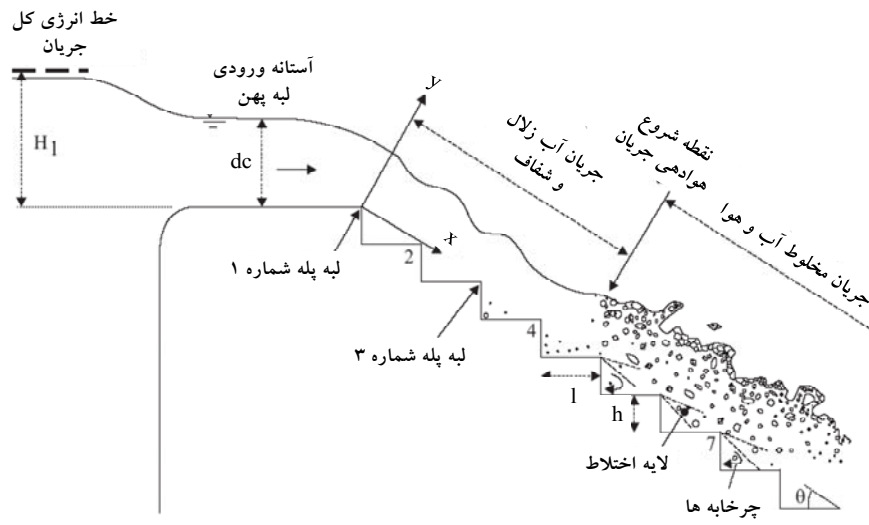 خط انرژی کل
جریان
آستانه ورودی
لبه پهن
y
H1
dc
جریان آب زلال
و شفاف
نقطه شروع
هوادهی جریان
جریان مخلوط آب و هوا
x
لبه پله شماره ۱
2
لبه پله شماره ۳
4
l
h
7
لایه اختلاط
چرخابه ها
θ